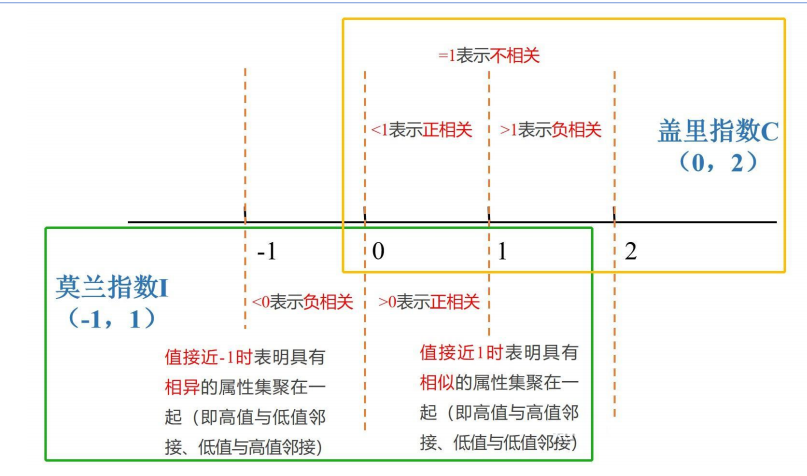 =1表示不相关
<1表示正相关
>1表示负相关
盖里指数C
（0，2）
-1
0
1
2
莫兰指数I
（-1，1）
<0表示负相关
>0表示正相关
值接近-1时表明具有
相异的属性集聚在一
起（即高值与低值邻
接、低值与高值邻接）
值接近1时表明具有
相似的属性集聚在一
起（即高值与高值邻
接、低值与低值邻接）